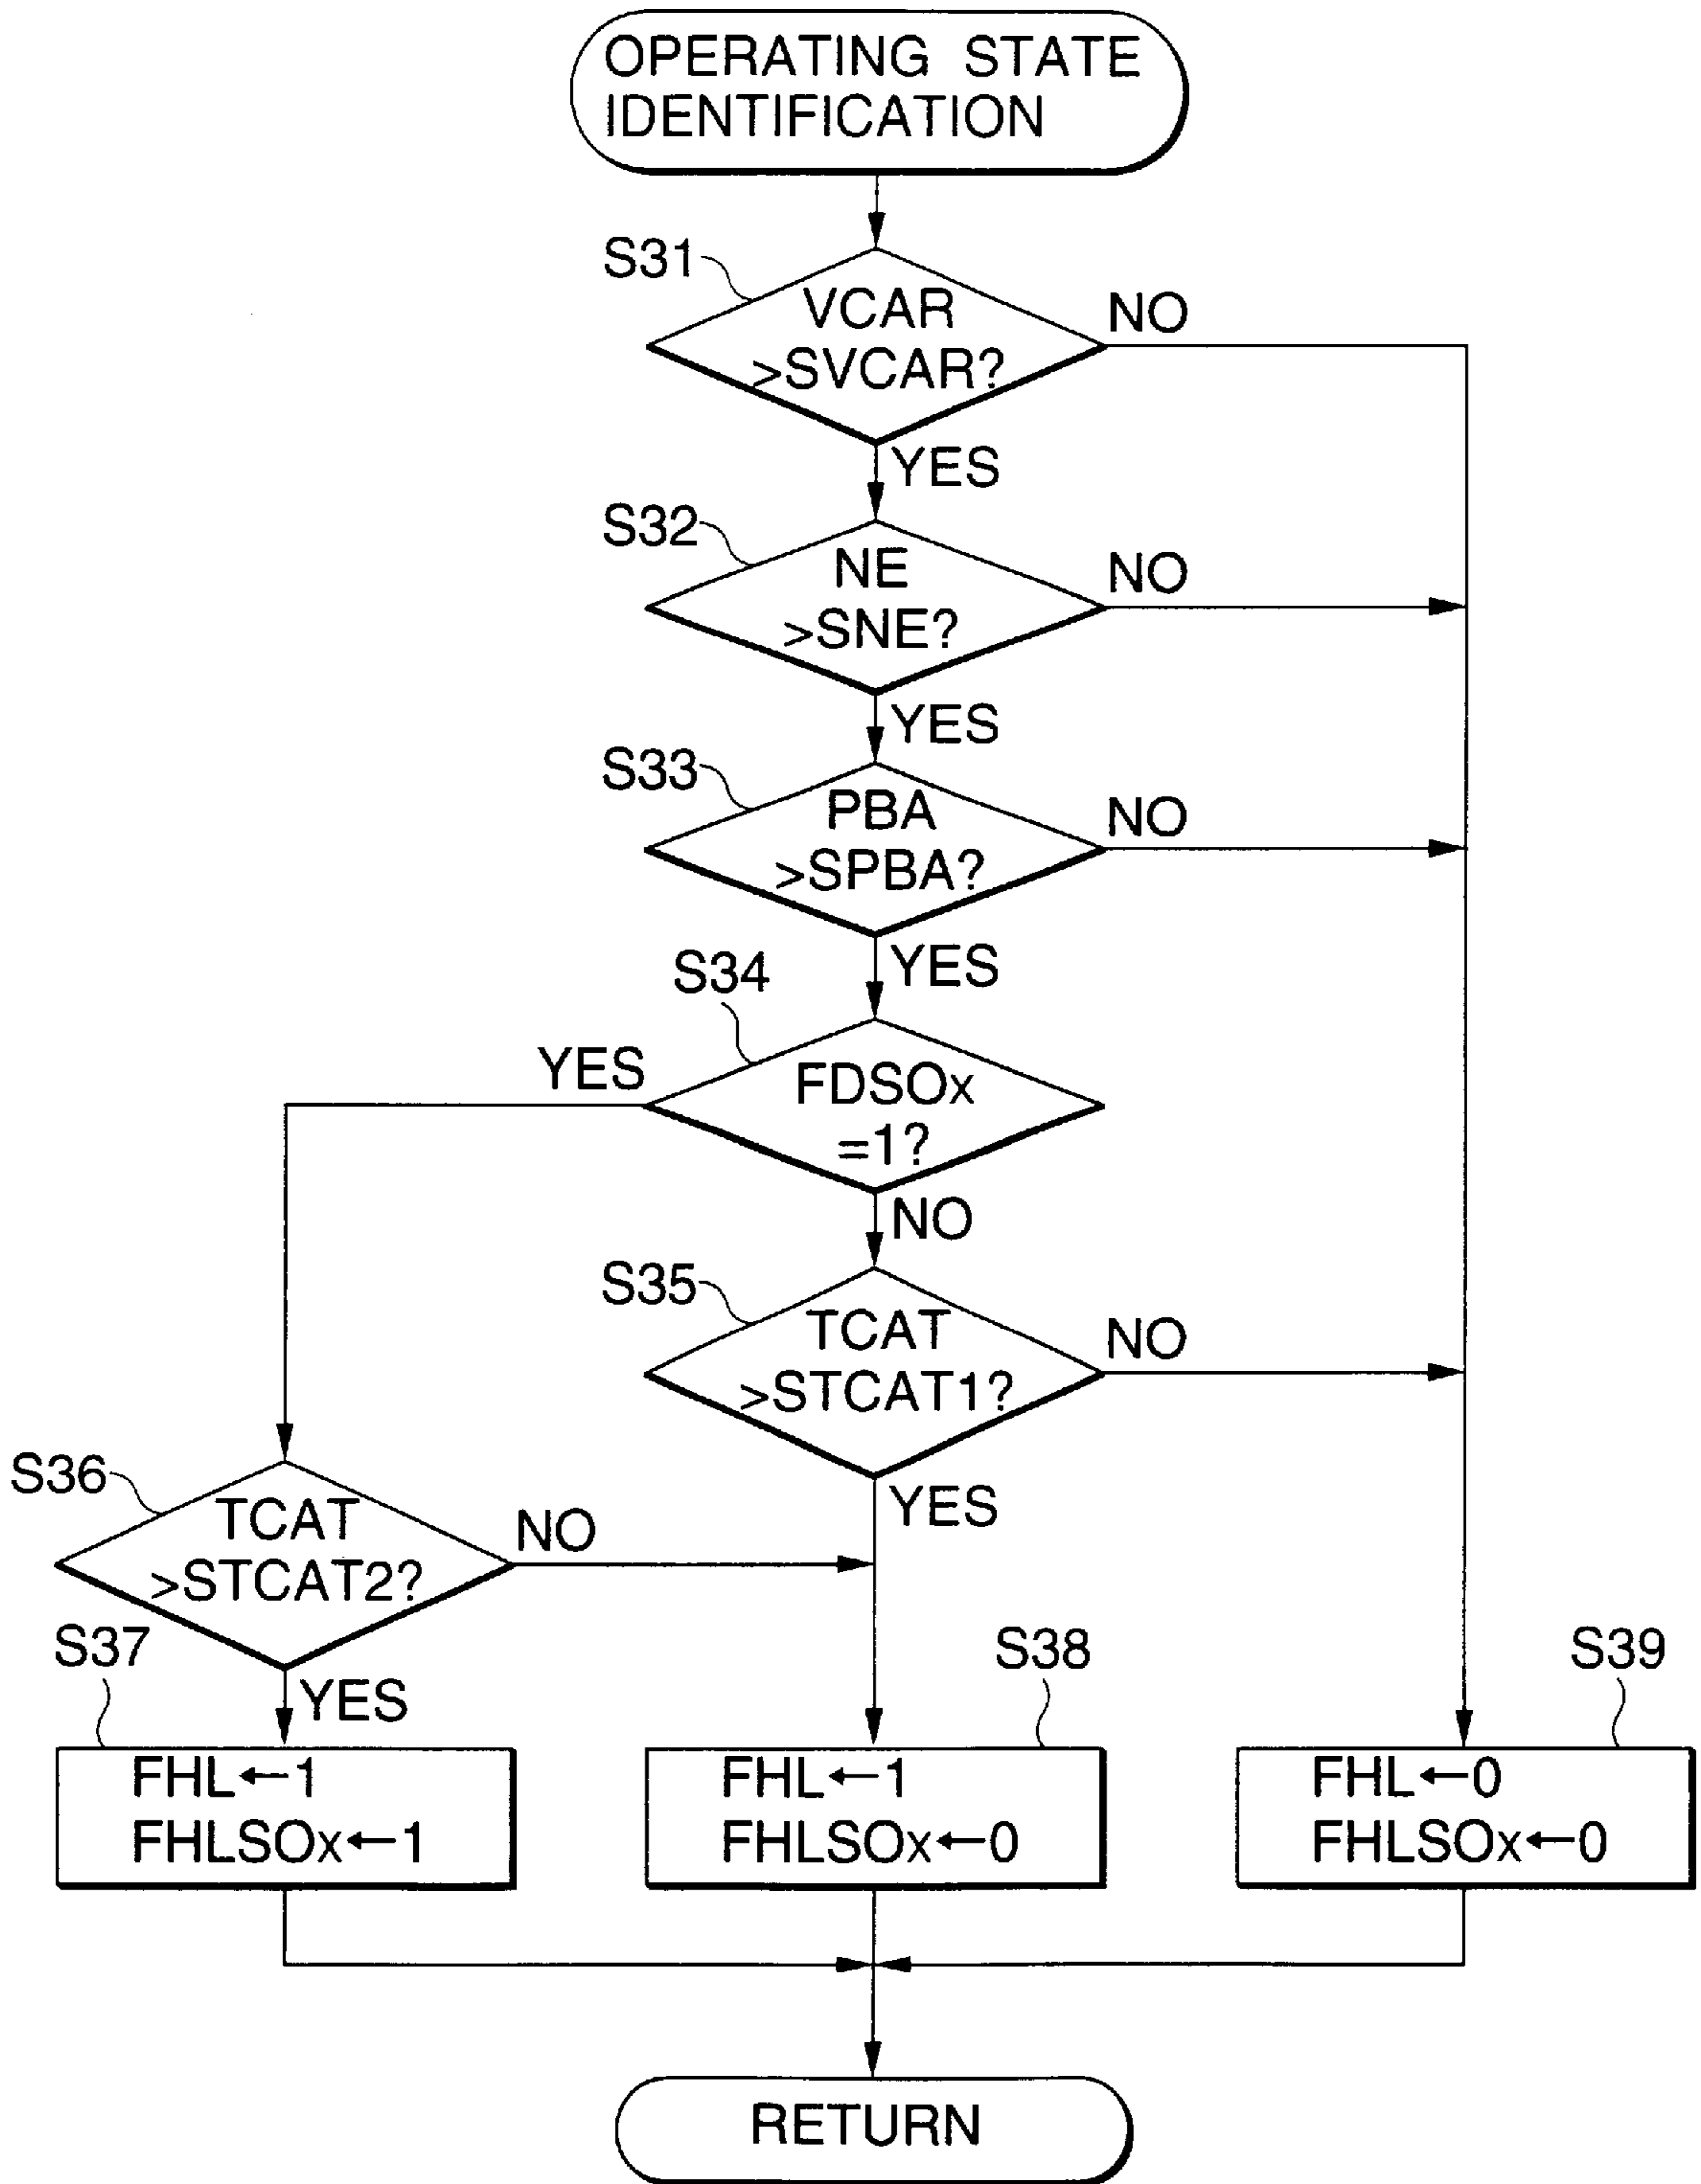 OPERATING STATE
IDENTIFICATION
S31
VCAR
>SVCAR?
NO
YES
S32
NE
>SNE?
NO
YES
S33
PBA
>SPBA?
NO
YES
S34
FDSOx
=1?
YES
NO
S35
TCAT
>STCAT1?
NO
YES
S36
TCAT
>STCAT2?
NO
YES
S37
FHL←1
FHLSOx←1
S38
FHL←1
FHLSOx←0
S39
FHL←0
FHLSOx←0
RETURN